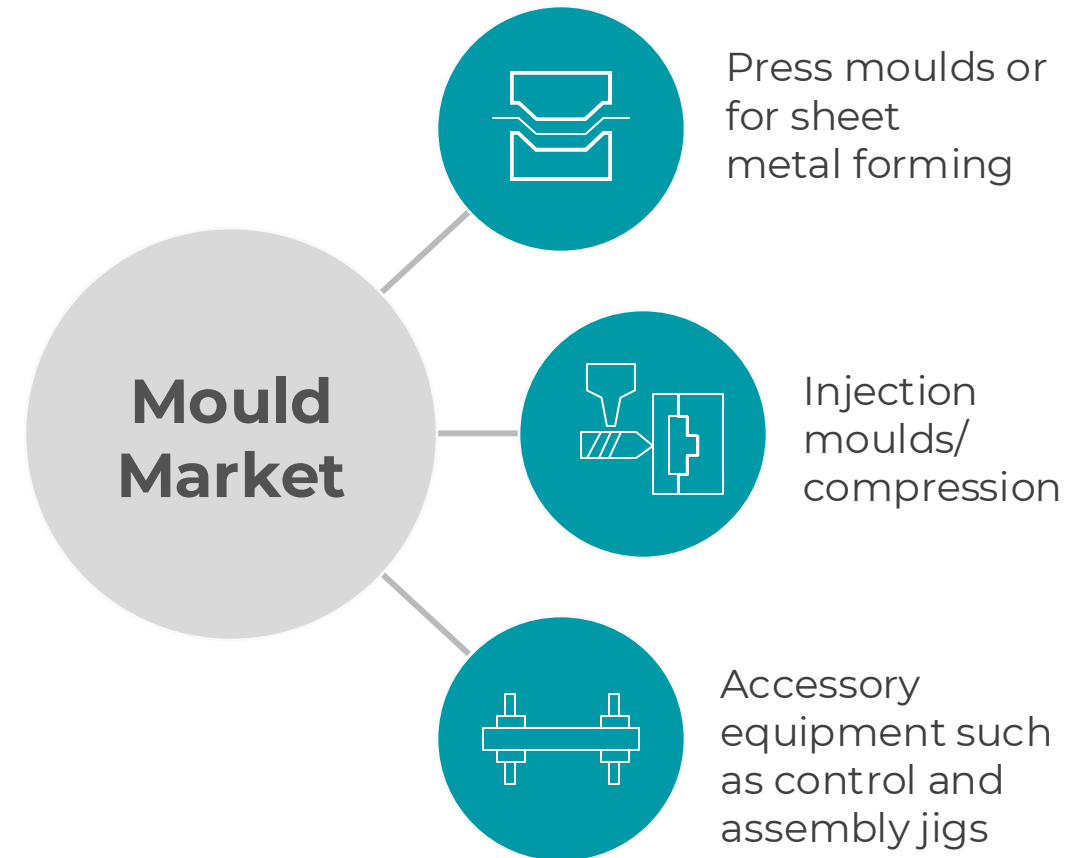 Press moulds or
for sheet
metal forming
Mould
Market
Injection
moulds/
compression
Accessory
equipment such
as control and
assembly jigs